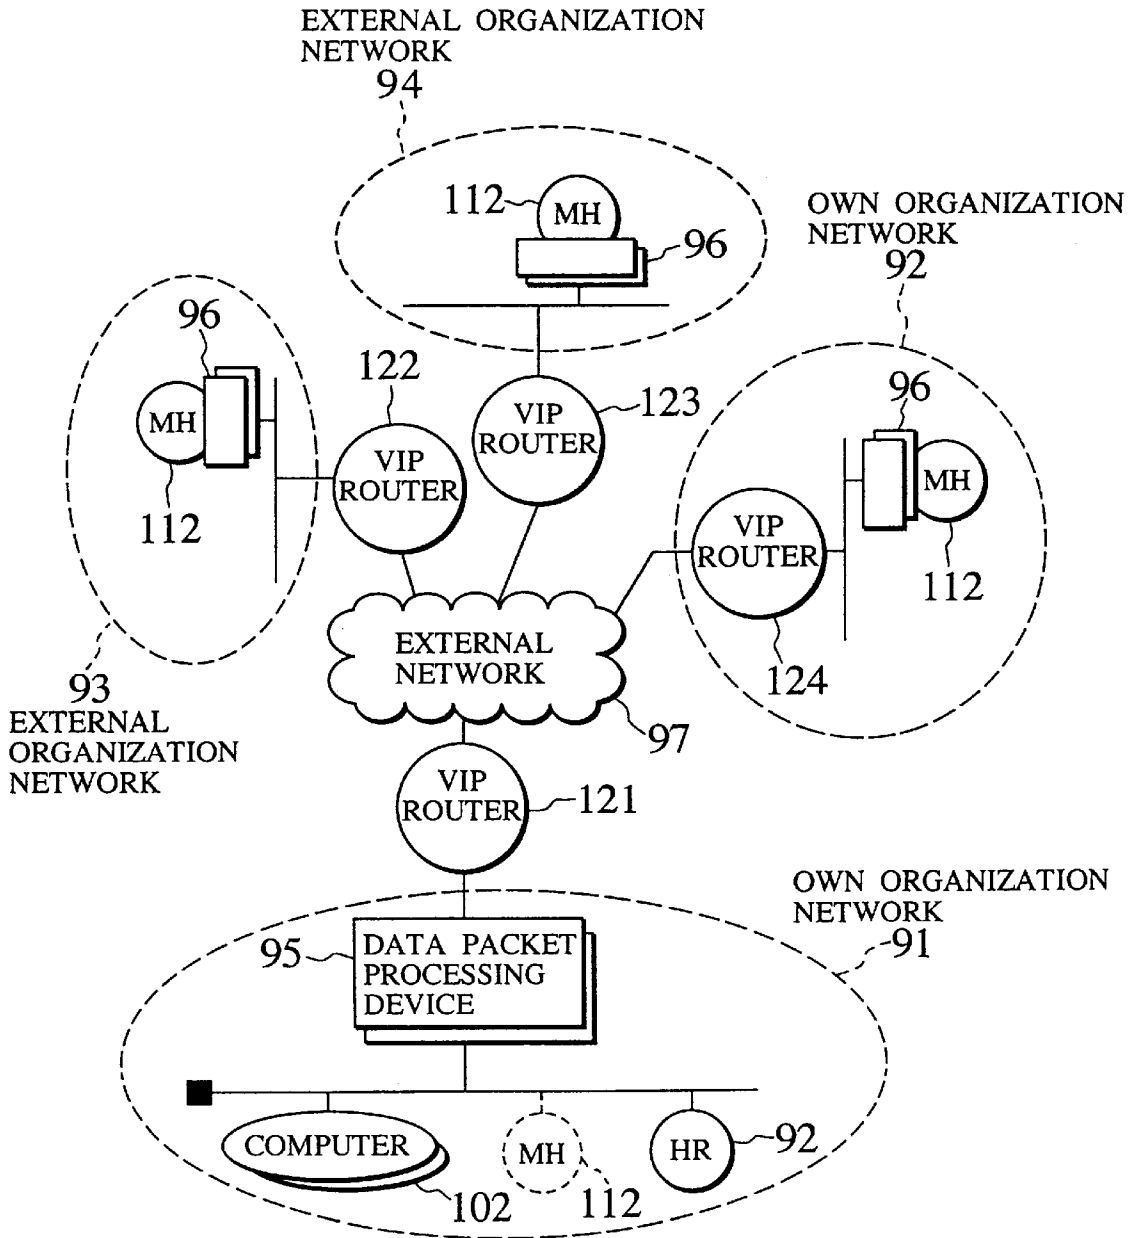 EXTERNAL ORGANIZATION
NETWORK
94
112
MH
96
OWN ORGANIZATION
NETWORK
92
96
MH
112
122
VIP
ROUTER
VIP
ROUTER
123
96
MH
112
VIP
ROUTER
124
EXTERNAL
NETWORK
97
93
EXTERNAL
ORGANIZATION
NETWORK
VIP
ROUTER
121
OWN ORGANIZATION
NETWORK
91
95
DATA PACKET
PROCESSING
DEVICE
COMPUTER
102
MH
112
HR
92